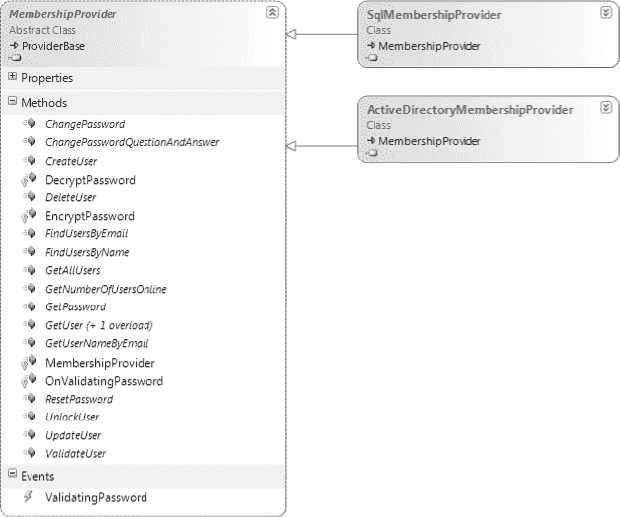 MembershipProvider
Abstract Class
ProviderBase
Properties
Methods
ChangePassword
ChangePasswordQuestionAndAnswer
CreateUser
DecryptPassword
DeleteUser
EncryptPassword
FindUsersByEmail
FindUsersByName
GetAllUsers
GetNumberOfUsersOnline
GetPassword
GetUser (+ 1 overload)
GetUserNameByEmail
MembershipProvider
OnValidatingPassword
ResetPassword
UnlockUser
UpdateUser
ValidateUser
Events
ValidatingPassword
SqlMembershipProvider
Class
MembershipProvider
ActiveDirectoryMembershipProvider
Class
MembershipProvider